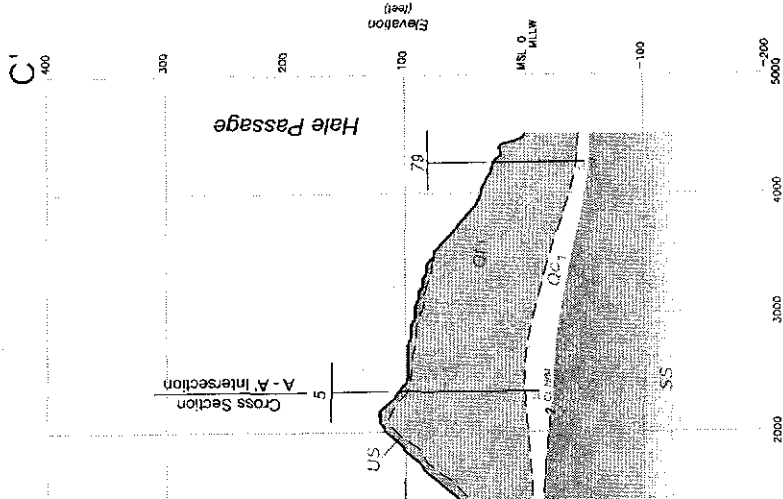 C'
400
300
200
100
MSL 0
MLLW
-100
-200
Elevation
(feet)
Hale Passage
Cross Section
A - A' Intersection
5
79
US
Qf
QC1
SS
2000
3000
4000
5000